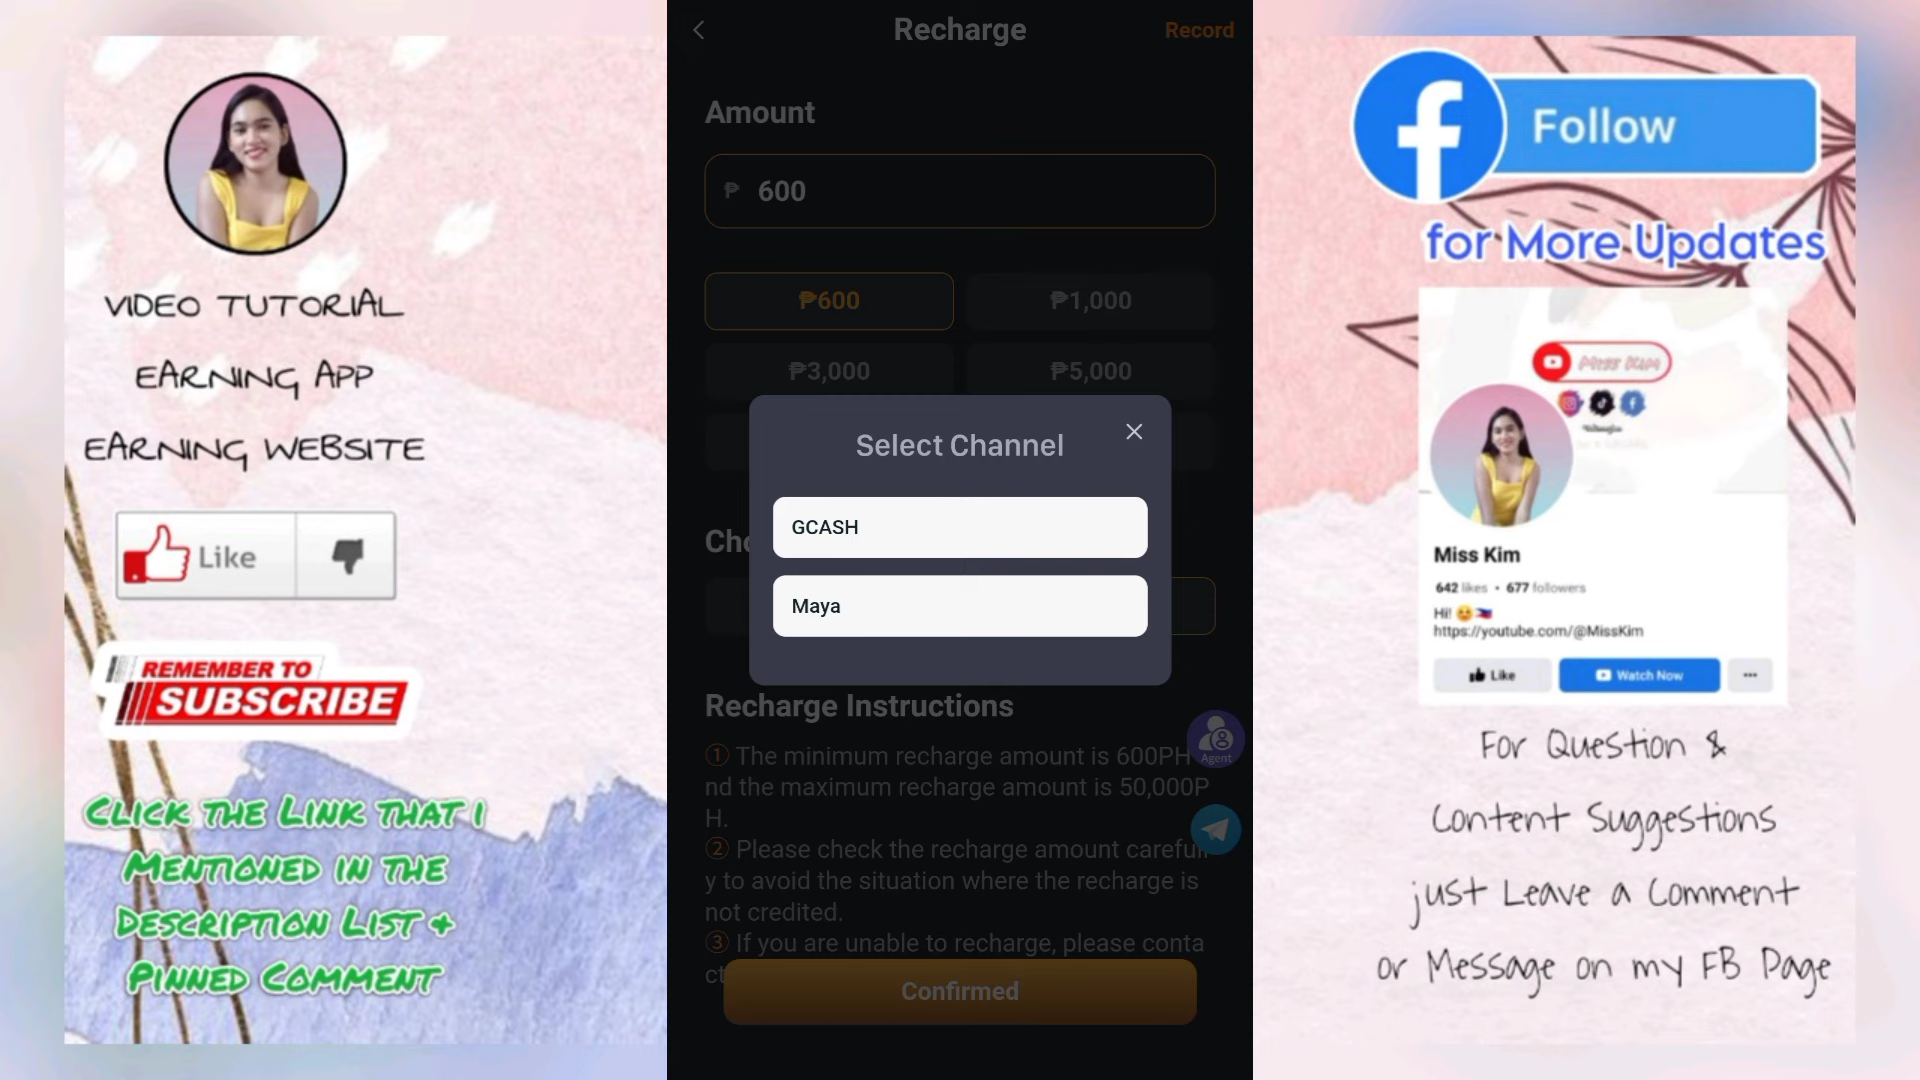 VIDEO TUTORIAL
EARNING APP
EARNING WEBSITE
Like
REMEMBER TO
SUBSCRIBE
CLICK THE LINK THAT I
MENTIONED IN THE
DESCRIPTION LIST &
PINNED COMMENT
Recharge
Record
Amount
₱ 600
₱600
₱1,000
₱3,000
₱5,000
Select Channel
GCASH
Maya
Recharge Instructions
① The minimum recharge amount is 600PH
nd the maximum recharge amount is 50,000P
H.
② Please check the recharge amount careful
y to avoid the situation where the recharge is
not credited.
③ If you are unable to recharge, please conta
ct
Agent
Confirmed
Follow
for More Updates
Miss Kim
Miss Kim
642 likes • 677 followers
Hi! 😊🇵🇭
https://youtube.com/@MissKim
Like
Watch Now
For Question &
Content Suggestions
just Leave a Comment
or Message on my FB Page